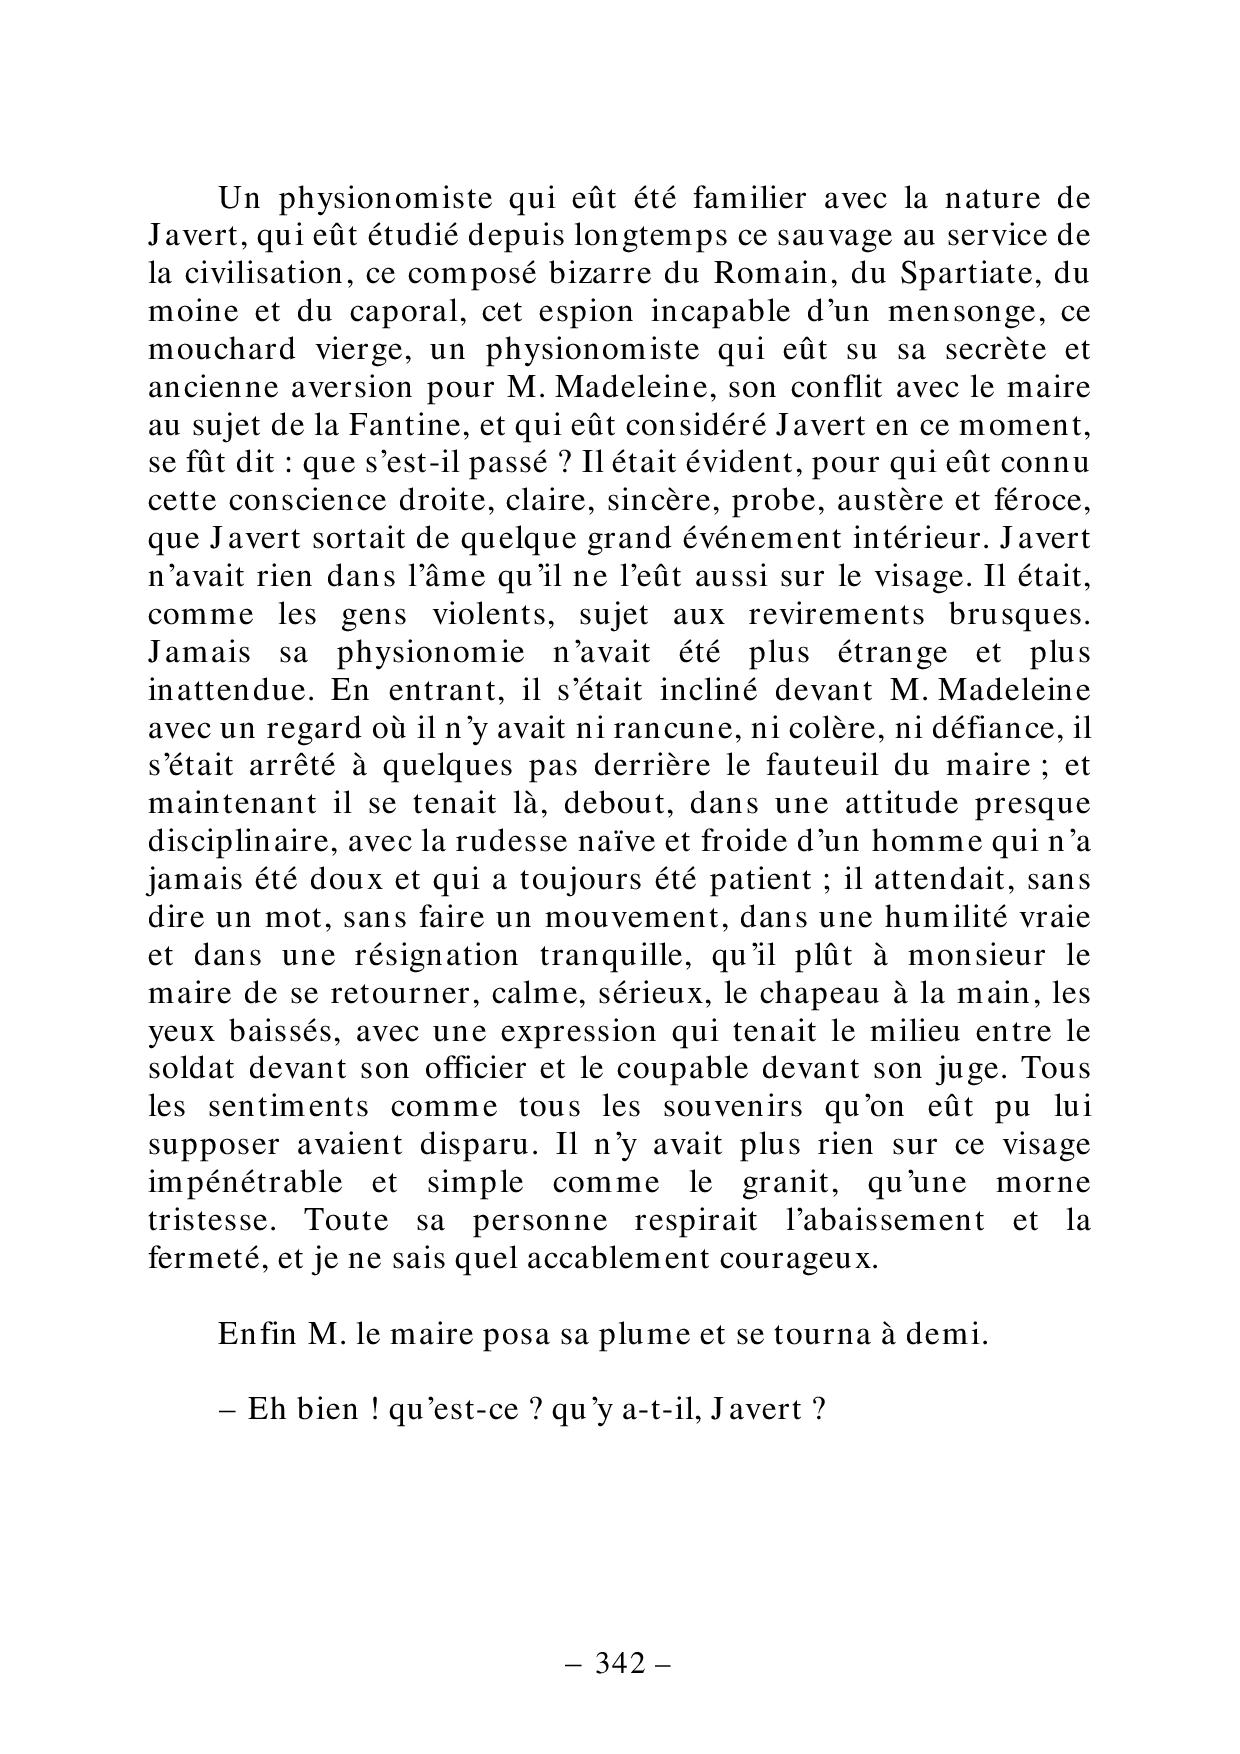 Un physionomiste qui eût été familier avec la nature de
Javert, qui eût étudié depuis longtemps ce sauvage au service de
la civilisation, ce composé bizarre du Romain, du Spartiate, du
moine et du caporal, cet espion incapable d’un mensonge, ce
mouchard vierge, un physionomiste qui eût su sa secrète et
ancienne aversion pour M. Madeleine, son conflit avec le maire
au sujet de la Fantine, et qui eût considéré Javert en ce moment,
se fût dit : que s’est-il passé ? Il était évident, pour qui eût connu
cette conscience droite, claire, sincère, probe, austère et féroce,
que Javert sortait de quelque grand événement intérieur. Javert
n’avait rien dans l’âme qu’il ne l’eût aussi sur le visage. Il était,
comme les gens violents, sujet aux revirements brusques.
Jamais sa physionomie n’avait été plus étrange et plus
inattendue. En entrant, il s’était incliné devant M. Madeleine
avec un regard où il n’y avait ni rancune, ni colère, ni défiance, il
s’était arrêté à quelques pas derrière le fauteuil du maire ; et
maintenant il se tenait là, debout, dans une attitude presque
disciplinaire, avec la rudesse naïve et froide d’un homme qui n’a
jamais été doux et qui a toujours été patient ; il attendait, sans
dire un mot, sans faire un mouvement, dans une humilité vraie
et dans une résignation tranquille, qu’il plût à monsieur le
maire de se retourner, calme, sérieux, le chapeau à la main, les
yeux baissés, avec une expression qui tenait le milieu entre le
soldat devant son officier et le coupable devant son juge. Tous
les sentiments comme tous les souvenirs qu’on eût pu lui
supposer avaient disparu. Il n’y avait plus rien sur ce visage
impénétrable et simple comme le granit, qu’une morne
tristesse. Toute sa personne respirait l’abaissement et la
fermeté, et je ne sais quel accablement courageux.
Enfin M. le maire posa sa plume et se tourna à demi.
– Eh bien ! qu’est-ce ? qu’y a-t-il, Javert ?
– 342 –